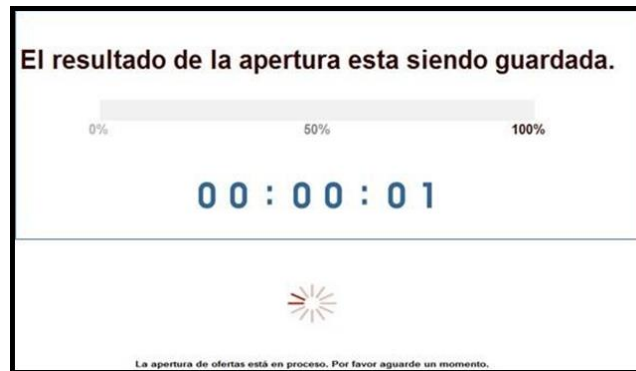 El resultado de la apertura esta siendo guardada.
0% 50% 100%
00:00:01
La apertura de ofertas está en proceso. Por favor aguarde un momento.